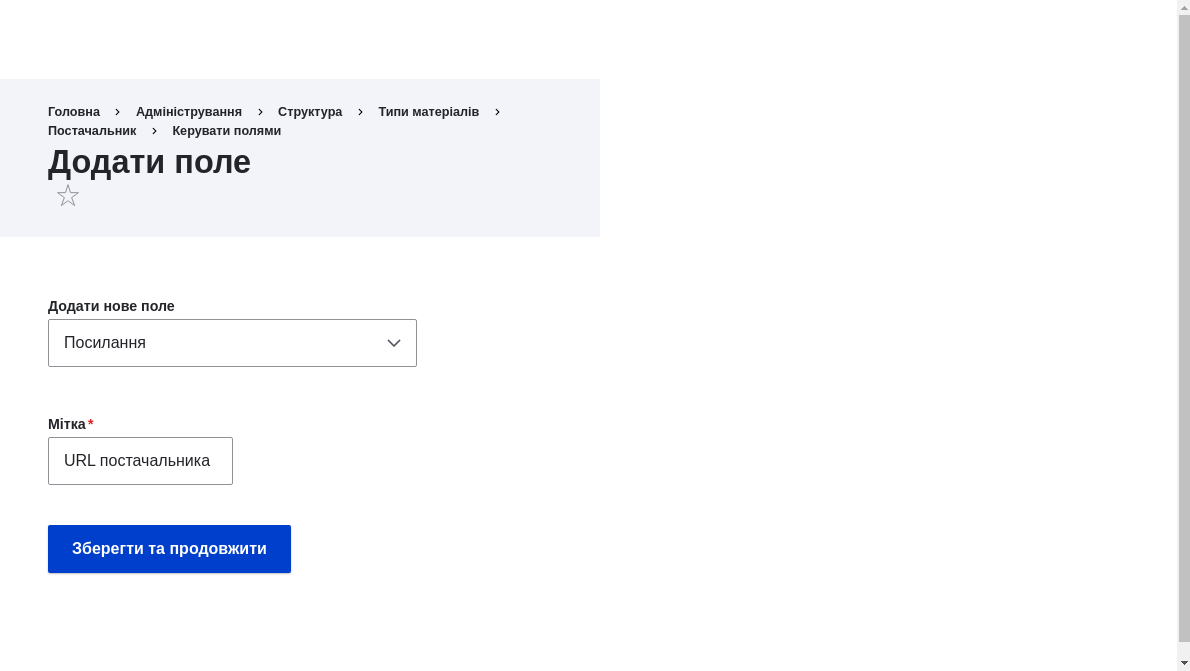 Головна › Адміністрування › Структура › Типи матеріалів ›
Постачальник › Керувати полями
Додати поле
Додати нове поле
Посилання
Мітка*
URL постачальника
Зберегти та продовжити